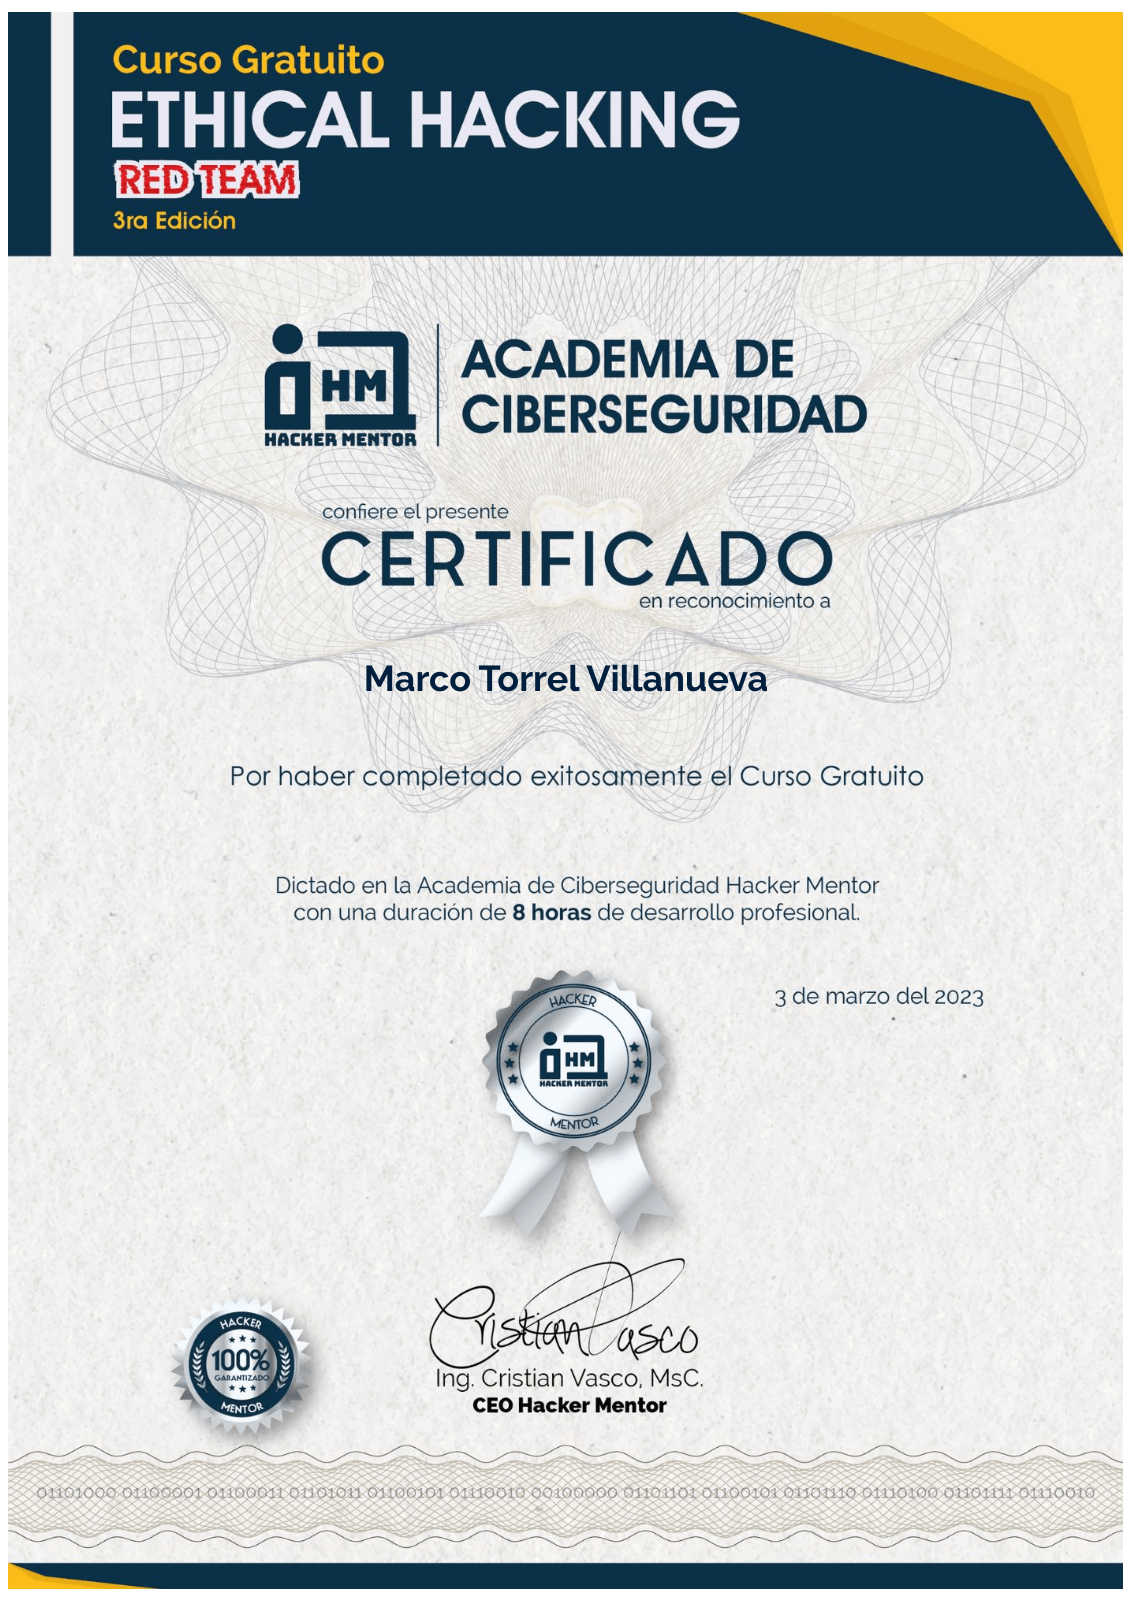 Curso Gratuito
ETHICAL HACKING
RED TEAM
3ra Edición
HM
HACKER MENTOR
ACADEMIA DE
CIBERSEGURIDAD
confiere el presente
CERTIFICADO
en reconocimiento a
Marco Torrel Villanueva
Por haber completado exitosamente el Curso Gratuito
Dictado en la Academia de Ciberseguridad Hacker Mentor
con una duración de 8 horas de desarrollo profesional.
3 de marzo del 2023
HACKER
HM
HACKER MENTOR
MENTOR
Cristian Vasco
Ing. Cristian Vasco, MsC.
CEO Hacker Mentor
HACKER
100%
GARANTIZADO
MENTOR
01101000 01100001 01100011 01101011 01100101 01110010 00100000 01101101 01100101 01101110 01110100 01101111 01110010